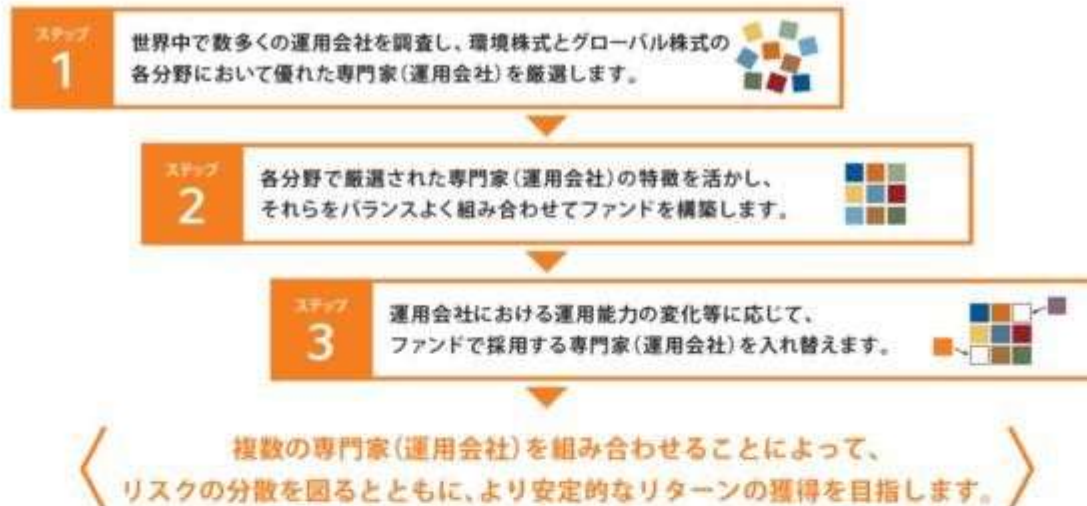 ステップ
1
世界中で数多くの運用会社を調査し、環境株式とグローバル株式の
各分野において優れた専門家(運用会社)を厳選します。
ステップ
2
各分野で厳選された専門家(運用会社)の特徴を活かし、
それらをバランスよく組み合わせてファンドを構築します。
ステップ
3
運用会社における運用能力の変化等に応じて、
ファンドで採用する専門家(運用会社)を入れ替えます。
複数の専門家(運用会社)を組み合わせることによって、
リスクの分散を図るとともに、より安定的なリターンの獲得を目指します。